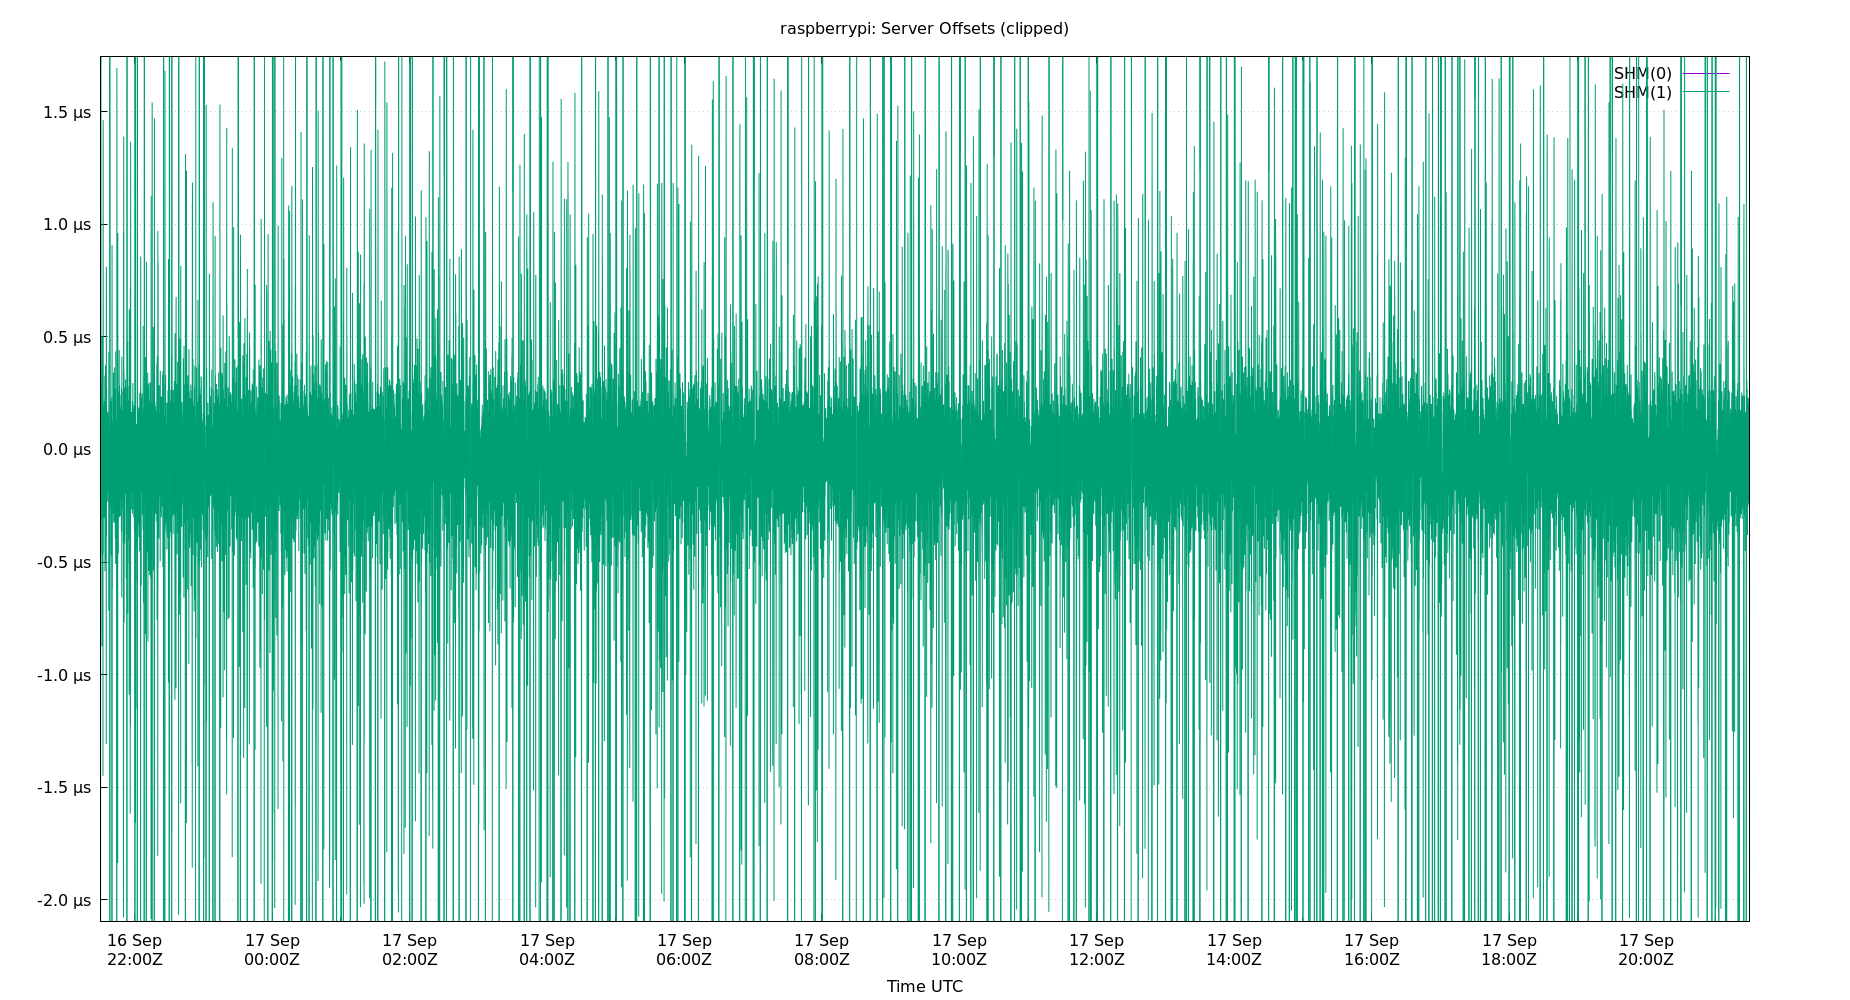 raspberrypi: Server Offsets (clipped)
SHM(0)
SHM(1)
1.5 µs
1.0 µs
0.5 µs
0.0 µs
-0.5 µs
-1.0 µs
-1.5 µs
-2.0 µs
16 Sep 17 Sep 17 Sep 17 Sep 17 Sep 17 Sep 17 Sep 17 Sep 17 Sep 17 Sep 17 Sep 17 Sep
22:00Z 00:00Z 02:00Z 04:00Z 06:00Z 08:00Z 10:00Z 12:00Z 14:00Z 16:00Z 18:00Z 20:00Z
Time UTC